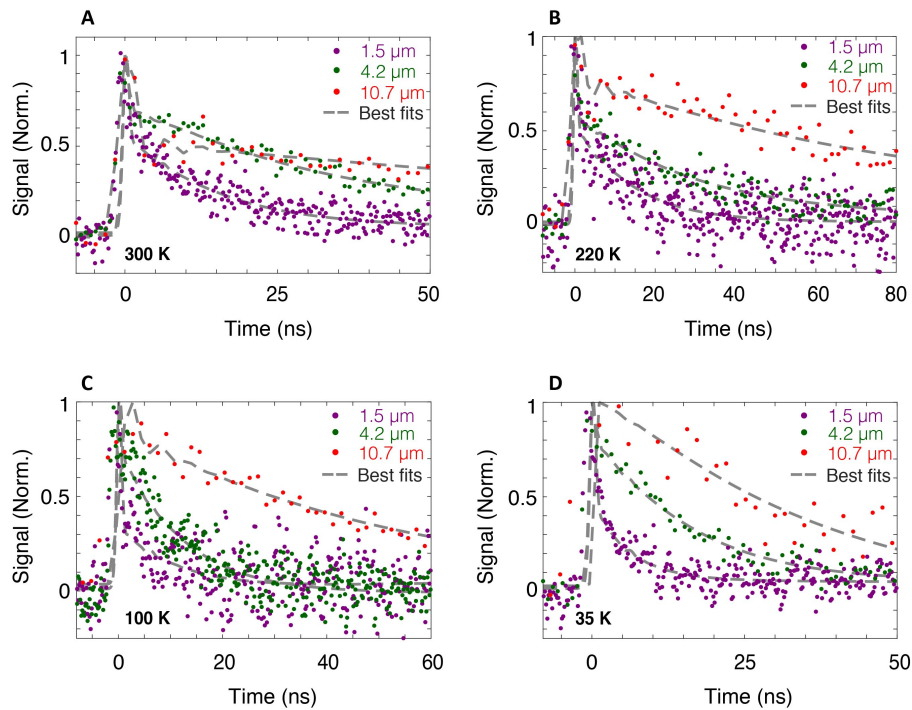 A
1.5 µm
4.2 µm
10.7 µm
Best fits
1
0.5
0
Signal (Norm.)
300 K
0
25
50
Time (ns)
B
1.5 µm
4.2 µm
10.7 µm
Best fits
1
0.5
0
Signal (Norm.)
220 K
0
20
40
60
80
Time (ns)
C
1.5 µm
4.2 µm
10.7 µm
Best fits
1
0.5
0
Signal (Norm.)
100 K
0
20
40
60
Time (ns)
D
1.5 µm
4.2 µm
10.7 µm
Best fits
1
0.5
0
Signal (Norm.)
35 K
0
25
50
Time (ns)